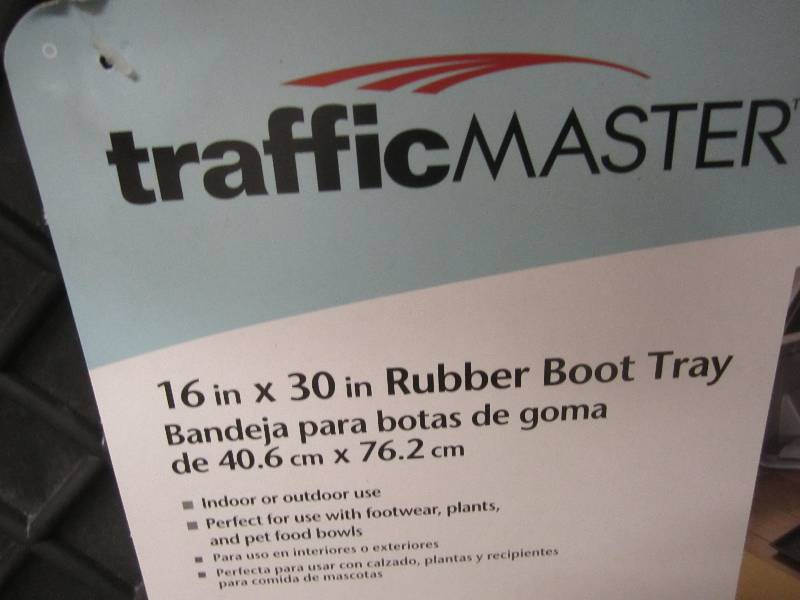 trafficMASTER™
16 in x 30 in Rubber Boot Tray
Bandeja para botas de goma
de 40.6 cm x 76.2 cm
■ Indoor or outdoor use
■ Perfect for use with footwear, plants,
and pet food bowls
■ Para uso en interiores o exteriores
■ Perfecta para usar con calzado, plantas y recipientes
para comida de mascotas